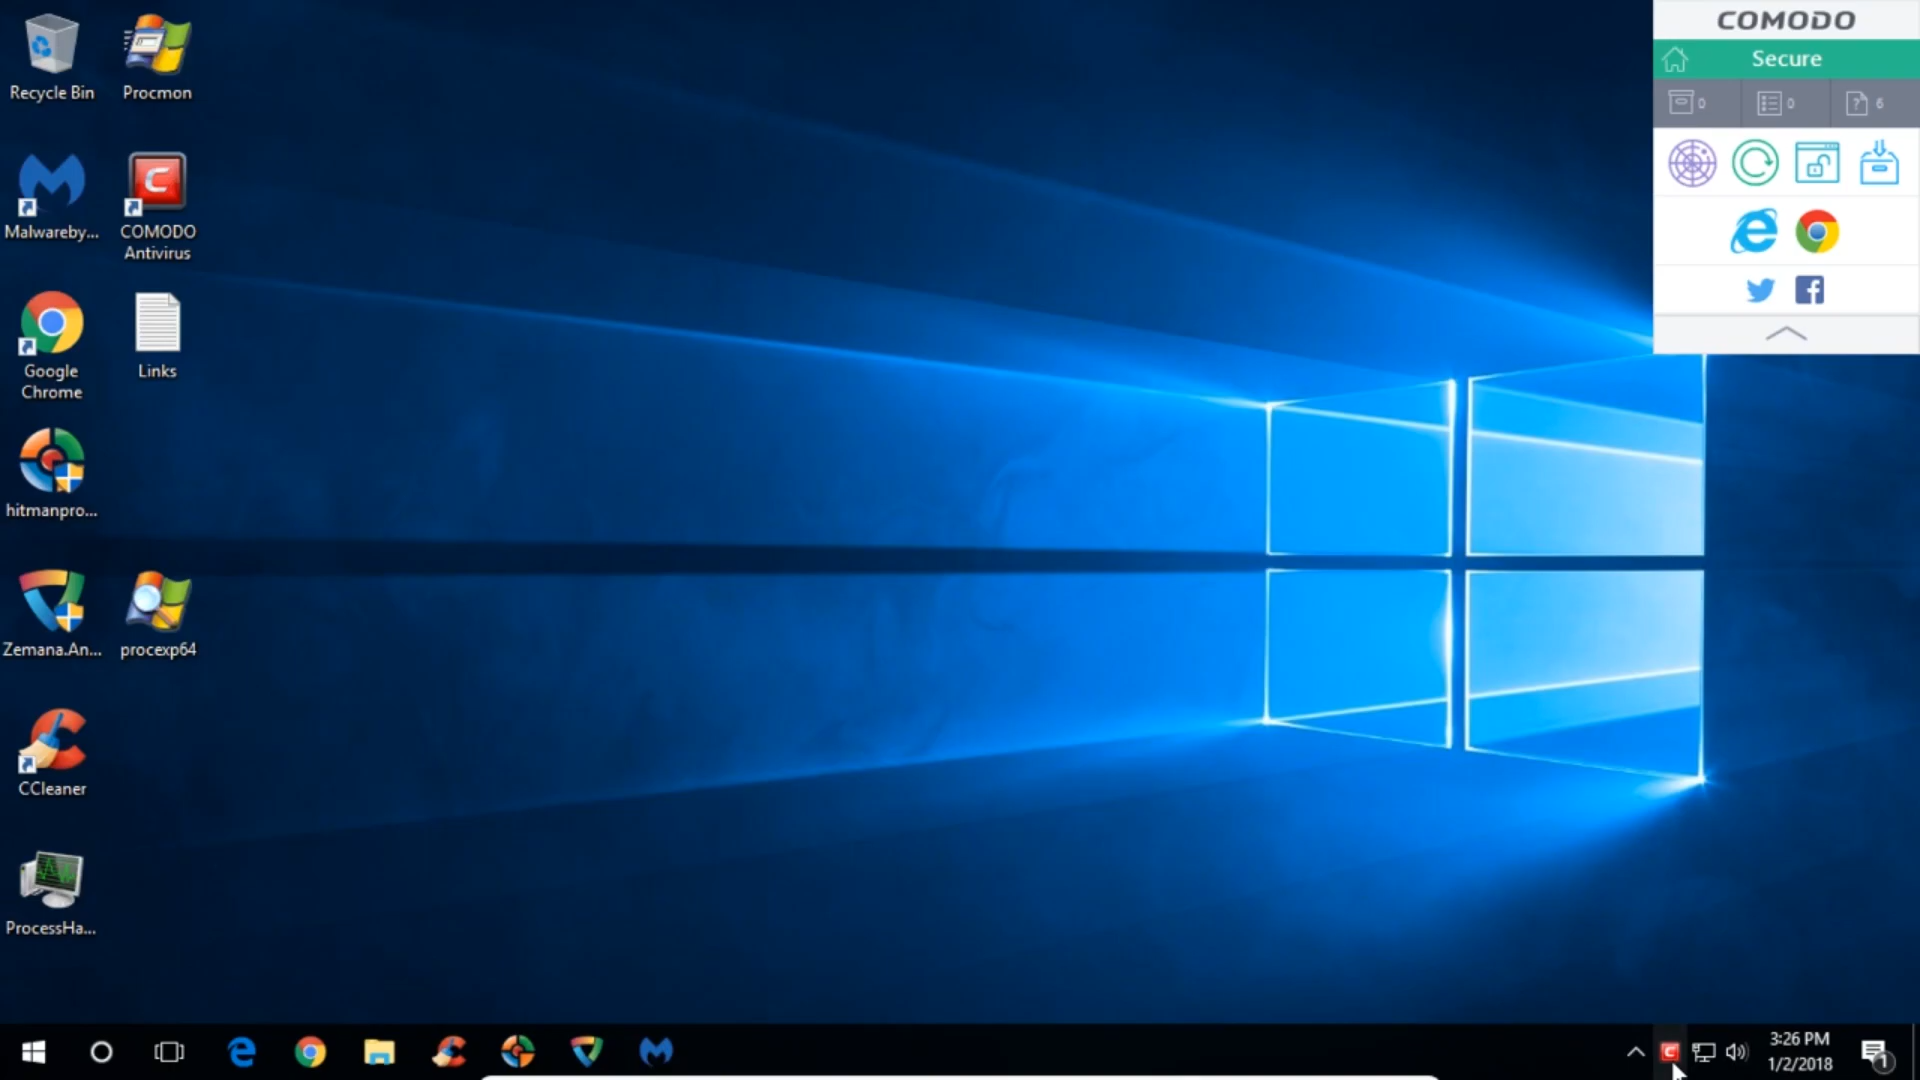 Recycle Bin
Procmon
Malwareby...
COMODO
Antivirus
Google
Chrome
Links
hitmanpro...
Zemana.An...
procexp64
CCleaner
ProcessHa...
COMODO
Secure
0
0
? 6
3:26 PM
1/2/2018
1